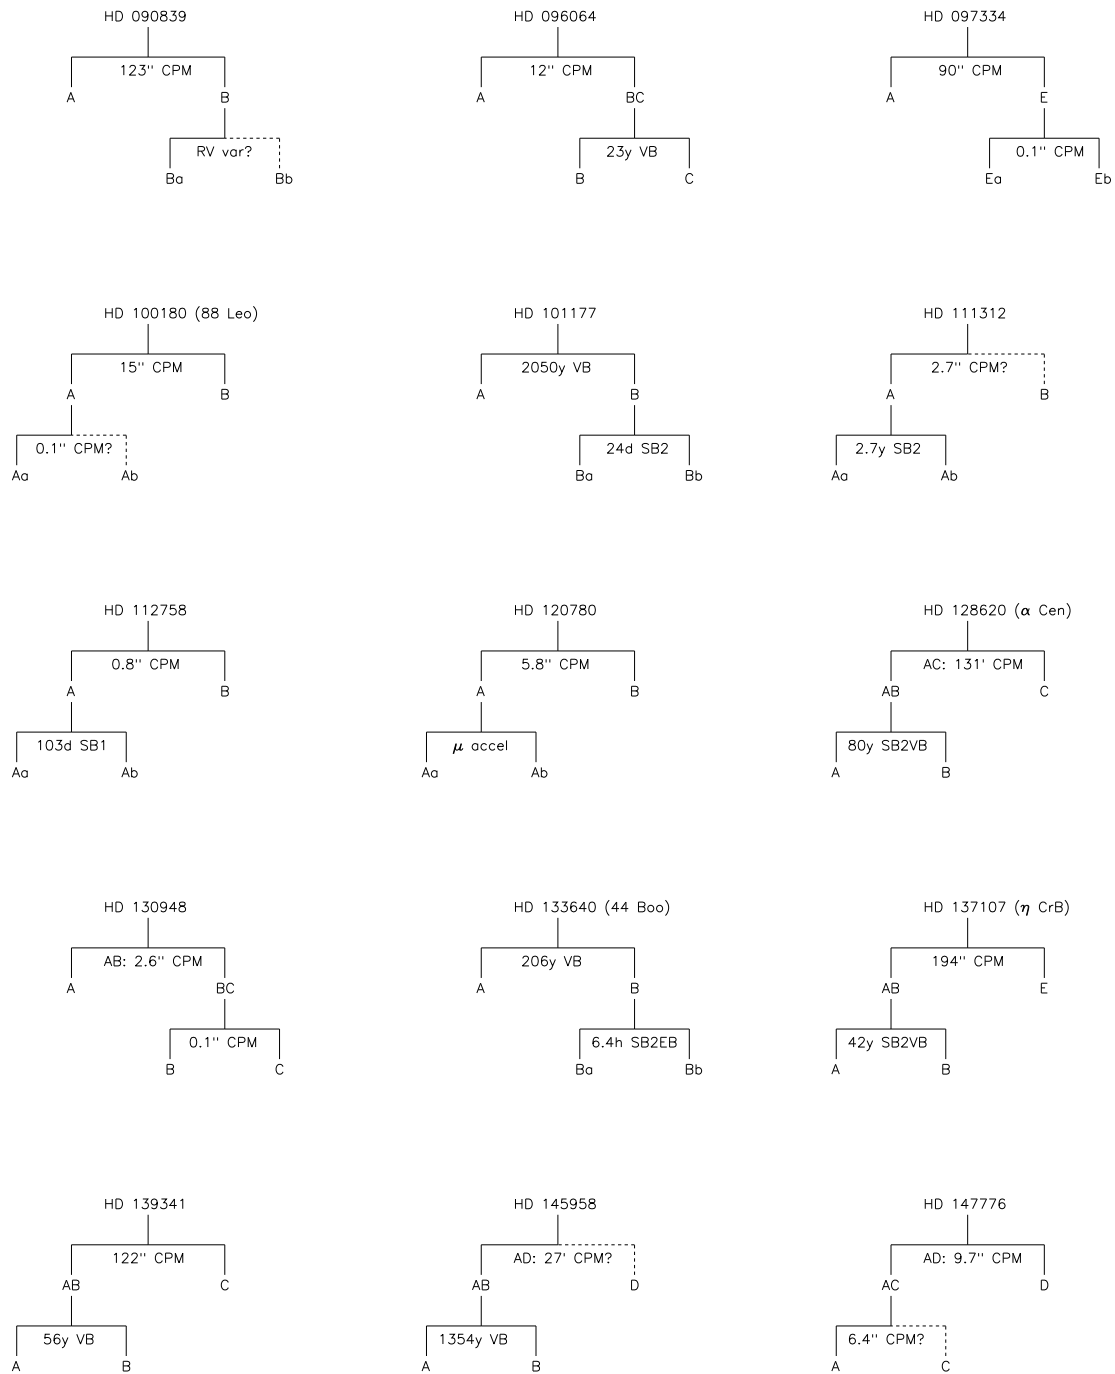 HD 090839
123" CPM
A
B
RV var?
Ba
Bb
HD 096064
12" CPM
A
BC
23y VB
B
C
HD 097334
90" CPM
A
E
0.1" CPM
Ea
Eb
HD 100180 (88 Leo)
15" CPM
A
B
0.1" CPM?
Aa
Ab
HD 101177
2050y VB
A
B
24d SB2
Ba
Bb
HD 111312
2.7" CPM?
A
B
2.7y SB2
Aa
Ab
HD 112758
0.8" CPM
A
B
103d SB1
Aa
Ab
HD 120780
5.8" CPM
A
B
μ accel
Aa
Ab
HD 128620 (α Cen)
AC: 131' CPM
AB
C
80y SB2VB
A
B
HD 130948
AB: 2.6" CPM
A
BC
0.1" CPM
B
C
HD 133640 (44 Boo)
206y VB
A
B
6.4h SB2EB
Ba
Bb
HD 137107 (η CrB)
194" CPM
AB
E
42y SB2VB
A
B
HD 139341
122" CPM
AB
C
56y VB
A
B
HD 145958
AD: 27' CPM?
AB
D
1354y VB
A
B
HD 147776
AD: 9.7" CPM
AC
D
6.4" CPM?
A
C